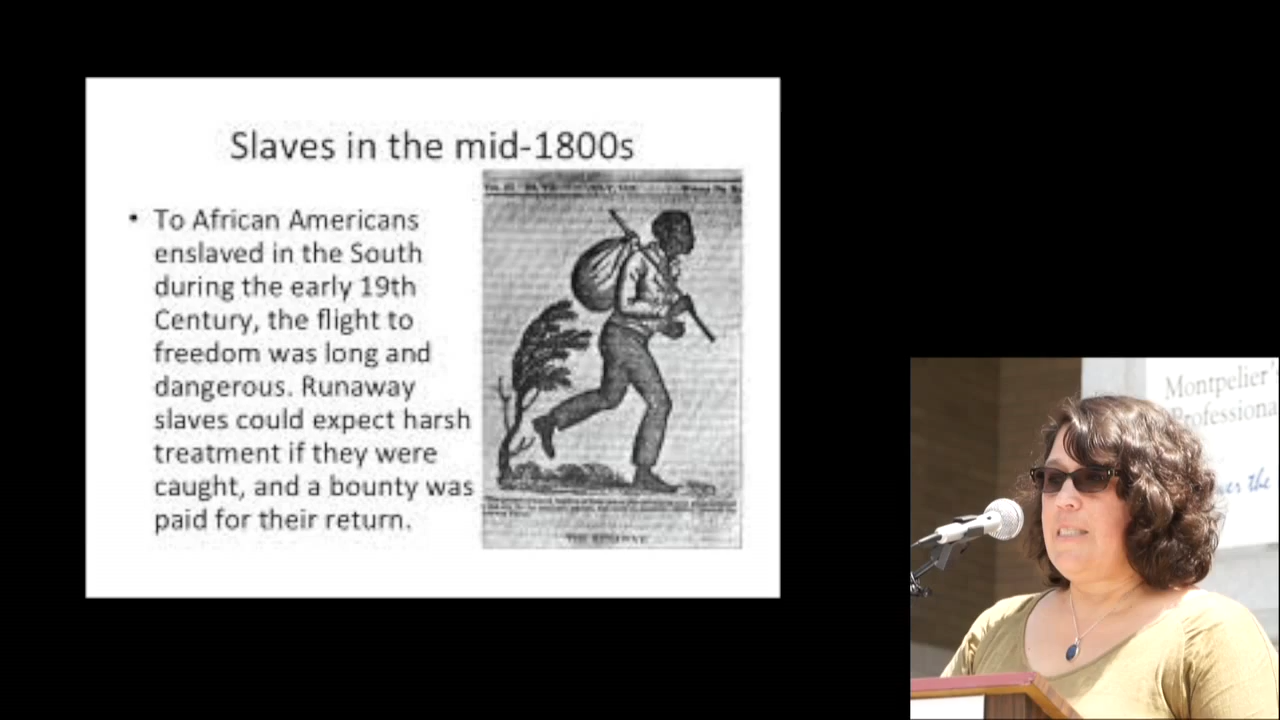 Slaves in the mid-1800s
• To African Americans
enslaved in the South
during the early 19th
Century, the flight to
freedom was long and
dangerous. Runaway
slaves could expect harsh
treatment if they were
caught, and a bounty was
paid for their return.
Montpelier's
Professiona
the